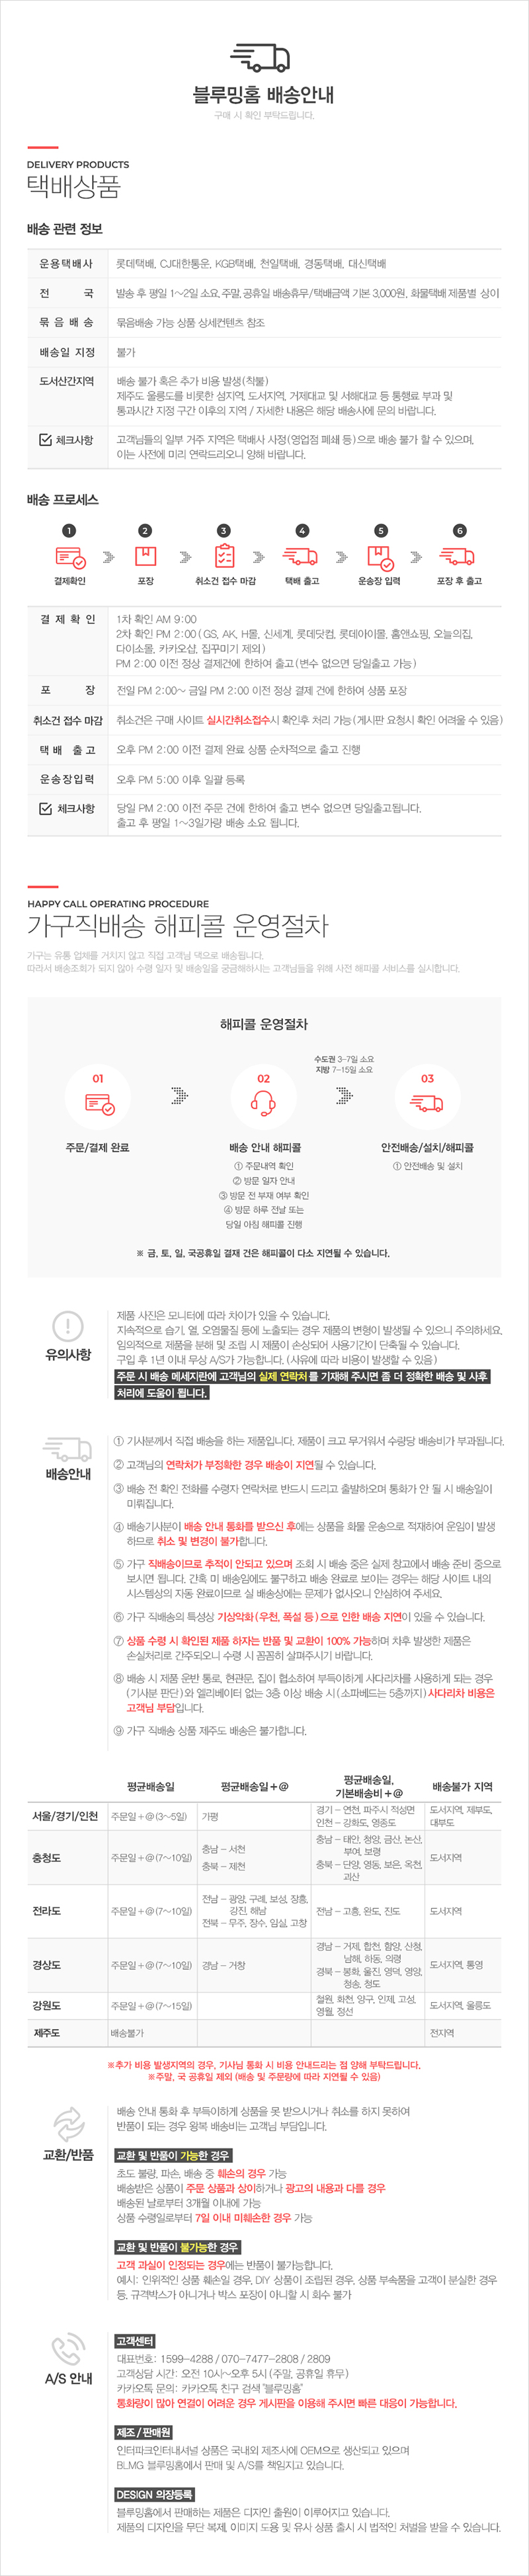 블루밍홈 배송안내
구매 시 확인 부탁드립니다.
DELIVERY PRODUCTS
택배상품
배송 관련 정보
운용택배사 롯데택배, CJ대한통운, KGB택배, 천일택배, 경동택배, 대신택배
전 국 발송 후 평일 1~2일 소요,주말,공휴일 배송휴무/택배금액 기본 3,000원, 화물택배 제품별 상이
묶음배송 묶음배송 가능 상품 상세컨텐츠 참조
배송일 지정 불가
도서산간지역 배송 불가 혹은 추가 비용 발생(착불)
제주도 울릉도를 비롯한 섬지역, 도서지역, 거제대교 및 서해대교 등 통행료 부과 및
통과시간 지정 구간 이후의 지역 / 자세한 내용은 해당 배송사에 문의 바랍니다.
체크사항 고객님들의 일부 거주 지역은 택배사 사정(영업점 폐쇄 등)으로 배송 불가 할 수 있으며,
이는 사전에 미리 연락드리오니 양해 바랍니다.
배송 프로세스
1 2 3 4 5 6
결제확인 포장 취소건 접수 마감 택배 출고 운송장 입력 포장 후 출고
결제확인 1차 확인 AM 9:00
2차 확인 PM 2:00(GS, AK, H몰, 신세계, 롯데닷컴, 롯데아이몰, 홈앤쇼핑, 오늘의집,
다이소몰, 카카오샵, 집꾸미기 제외)
PM 2:00 이전 정상 결제건에 한하여 출고(변수 없으면 당일출고 가능)
포 장 전일 PM 2:00~ 금일 PM 2:00 이전 정상 결제 건에 한하여 상품 포장
취소건 접수 마감 취소건은 구매 사이트 실시간취소접수시 확인후 처리 가능(게시판 요청시 확인 어려울 수 있음)
택배 출고 오후 PM 2:00 이전 결제 완료 상품 순차적으로 출고 진행
운송장입력 오후 PM 5:00 이후 일괄 등록
체크사항 당일 PM 2:00 이전 주문 건에 한하여 출고 변수 없으면 당일출고됩니다.
출고 후 평일 1~3일가량 배송 소요 됩니다.
HAPPY CALL OPERATING PROCEDURE
가구직배송 해피콜 운영절차
가구는 유통 업체를 거치지 않고 직접 고객님 댁으로 배송됩니다.
따라서 배송조회가 되지 않아 수령 일자 및 배송일을 궁금해하시는 고객님들을 위해 사전 해피콜 서비스를 실시합니다.
해피콜 운영절차
수도권 3-7일 소요
지방 7-15일 소요
01 02 03
주문/결제 완료 배송 안내 해피콜 안전배송/설치/해피콜
① 주문내역 확인 ① 안전배송 및 설치
② 방문 일자 안내
③ 방문 전 부재 여부 확인
④ 방문 하루 전날 또는
당일 아침 해피콜 진행
※ 금, 토, 일, 국공휴일 결재 건은 해피콜이 다소 지연될 수 있습니다.
유의사항
제품 사진은 모니터에 따라 차이가 있을 수 있습니다.
지속적으로 습기, 열, 오염물질 등에 노출되는 경우 제품의 변형이 발생될 수 있으니 주의하세요.
임의적으로 제품을 분해 및 조립 시 제품이 손상되어 사용기간이 단축될 수 있습니다.
구입 후 1년 이내 무상 A/S가 가능합니다. (사유에 따라 비용이 발생할 수 있음)
주문 시 배송 메세지란에 고객님의 실제 연락처를 기재해 주시면 좀 더 정확한 배송 및 사후
처리에 도움이 됩니다.
배송안내
① 기사분께서 직접 배송을 하는 제품입니다. 제품이 크고 무거워서 수량당 배송비가 부과됩니다.
② 고객님의 연락처가 부정확한 경우 배송이 지연될 수 있습니다.
③ 배송 전 확인 전화를 수령자 연락처로 반드시 드리고 출발하오며 통화가 안 될 시 배송일이
미뤄집니다.
④ 배송기사분이 배송 안내 통화를 받으신 후에는 상품을 화물 운송으로 적재하여 운임이 발생
하므로 취소 및 변경이 불가합니다.
⑤ 가구 직배송이므로 추적이 안되고 있으며 조회 시 배송 중은 실제 창고에서 배송 준비 중으로
보시면 됩니다. 간혹 미 배송임에도 불구하고 배송 완료로 보이는 경우는 해당 사이트 내의
시스템상의 자동 완료이므로 실 배송상에는 문제가 없사오니 안심하여 주세요.
⑥ 가구 직배송의 특성상 기상악화(우천, 폭설 등)으로 인한 배송 지연이 있을 수 있습니다.
⑦ 상품 수령 시 확인된 제품 하자는 반품 및 교환이 100% 가능하며 차후 발생한 제품은
손실처리로 간주되오니 수령 시 꼼꼼히 살펴주시기 바랍니다.
⑧ 배송 시 제품 운반 통로, 현관문, 집이 협소하여 부득이하게 사다리차를 사용하게 되는 경우
(기사분 판단)와 엘리베이터 없는 3층 이상 배송 시(소파베드는 5층까지) 사다리차 비용은
고객님 부담입니다.
⑨ 가구 직배송 상품 제주도 배송은 불가합니다.
평균배송일 평균배송일+@ 평균배송일, 기본배송비+@ 배송불가 지역
서울/경기/인천 주문일+@(3~5일) 가평 경기 - 연천, 파주시 적성면 도서지역, 제부도,
인천 - 강화도, 영종도 대부도
충청도 주문일+@(7~10일) 충남 - 서천 충남 - 태안, 청양, 금산, 논산, 도서지역
부여, 보령
충북 - 제천 충북 - 단양, 영동, 보은, 옥천,
괴산
전라도 주문일+@(7~10일) 전남 - 광양, 구례, 보성, 장흥, 전남 - 고흥, 완도, 진도 도서지역
강진, 해남
전북 - 무주, 장수, 임실, 고창
경상도 주문일+@(7~10일) 경남 - 거창 경남 - 거제, 합천, 함양, 산청, 도서지역, 통영
남해, 하동, 의령
경북 - 봉화, 울진, 영덕, 영양,
청송, 청도
강원도 주문일+@(7~15일) 철원, 화천, 양구, 인제, 고성, 도서지역, 울릉도
영월, 정선
제주도 배송불가 전지역
※추가 비용 발생지역의 경우, 기사님 통화 시 비용 안내드리는 점 양해 부탁드립니다.
※주말, 국 공휴일 제외 (배송 및 주문량에 따라 지연될 수 있음)
교환/반품
배송 안내 통화 후 부득이하게 상품을 못 받으시거나 취소를 하지 못하여
반품이 되는 경우 왕복 배송비는 고객님 부담입니다.
교환 및 반품이 가능한 경우
초도 불량, 파손, 배송 중 훼손의 경우 가능
배송받은 상품이 주문 상품과 상이하거나 광고의 내용과 다를 경우
배송된 날로부터 3개월 이내에 가능
상품 수령일로부터 7일 이내 미훼손한 경우 가능
교환 및 반품이 불가능한 경우
고객 과실이 인정되는 경우에는 반품이 불가능합니다.
예시: 인위적인 상품 훼손일 경우, DIY 상품이 조립된 경우, 상품 부속품을 고객이 분실한 경우
등. 규격박스가 아니거나 박스 포장이 아니할 시 회수 불가
A/S 안내
고객센터
대표번호: 1599-4288 / 070-7477-2808 / 2809
고객상담 시간: 오전 10시~오후 5시 (주말, 공휴일 휴무)
카카오톡 문의: 카카오톡 친구 검색 "블루밍홈"
통화량이 많아 연결이 어려운 경우 게시판을 이용해 주시면 빠른 대응이 가능합니다.
제조 / 판매원
인터파크인터내셔널 상품은 국내외 제조사에 OEM으로 생산되고 있으며
BLMG 블루밍홈에서 판매 및 A/S를 책임지고 있습니다.
DESIGN 의장등록
블루밍홈에서 판매하는 제품은 디자인 출원이 이루어지고 있습니다.
제품의 디자인을 무단 복제, 이미지 도용 및 유사 상품 출시 시 법적인 처벌을 받을 수 있습니다.